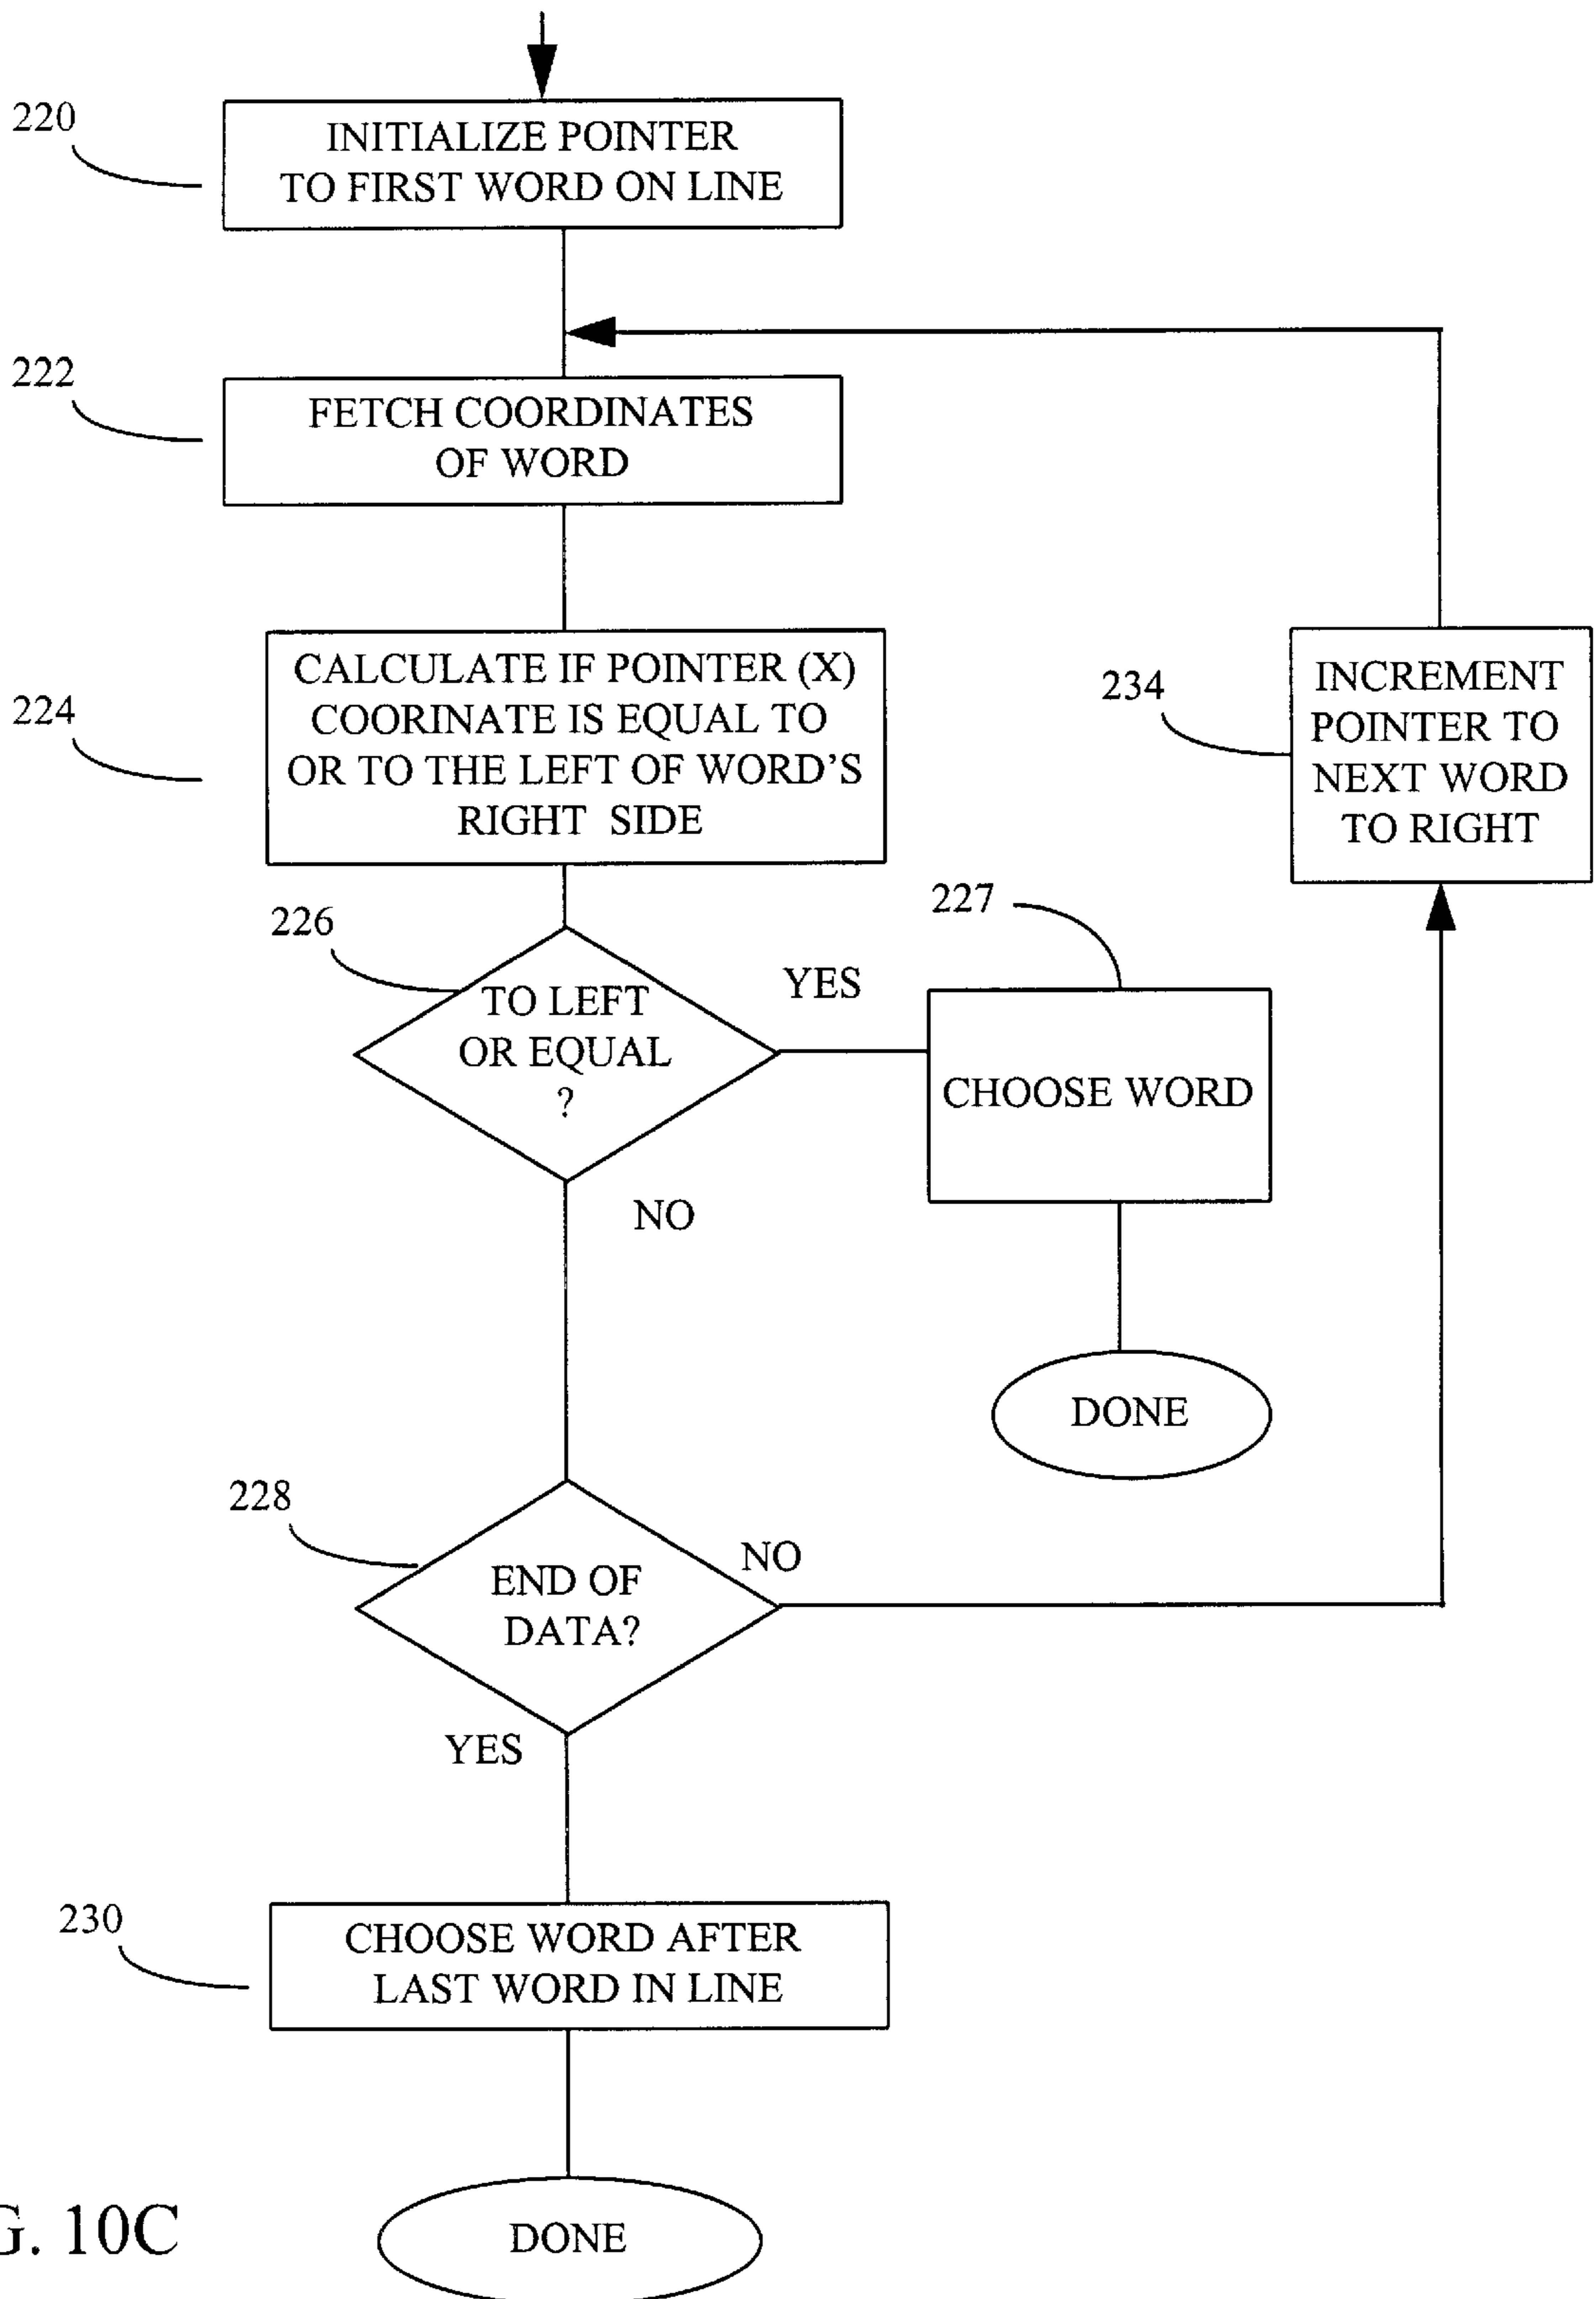 220
INITIALIZE POINTER
TO FIRST WORD ON LINE
222
FETCH COORDINATES
OF WORD
224
CALCULATE IF POINTER (X)
COORINATE IS EQUAL TO
OR TO THE LEFT OF WORD'S
RIGHT SIDE
234
INCREMENT
POINTER TO
NEXT WORD
TO RIGHT
226
TO LEFT
OR EQUAL
?
YES
227
CHOOSE WORD
NO
DONE
228
END OF
DATA?
NO
YES
230
CHOOSE WORD AFTER
LAST WORD IN LINE
DONE
G. 10C